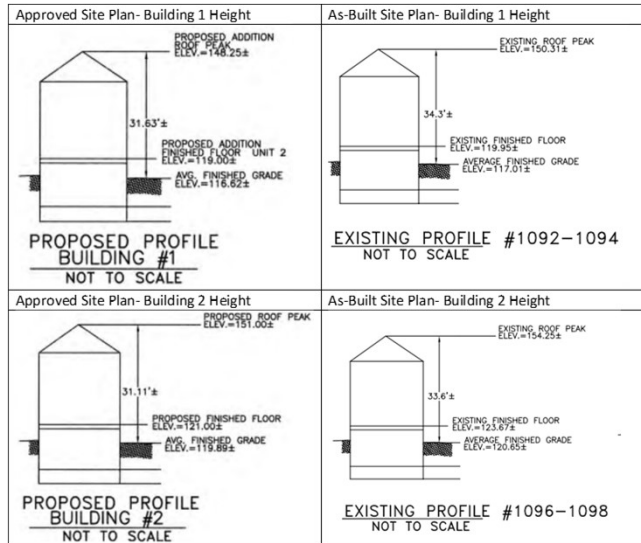 Approved Site Plan- Building 1 Height
PROPOSED ADDITION
ROOF PEAK
ELEV.=148.25±
31.63'±
PROPOSED ADDITION
FINISHED FLOOR UNIT 2
ELEV.=119.00±
AVG. FINISHED GRADE
ELEV.=116.62±
PROPOSED PROFILE
BUILDING #1
NOT TO SCALE
As-Built Site Plan- Building 1 Height
EXISTING ROOF PEAK
ELEV.=150.31±
34.3'±
EXISTING FINISHED FLOOR
ELEV.=119.95±
AVERAGE FINISHED GRADE
ELEV.=117.01±
EXISTING PROFILE #1092-1094
NOT TO SCALE
Approved Site Plan- Building 2 Height
PROPOSED ROOF PEAK
ELEV.=151.00±
31.11'±
PROPOSED FINISHED FLOOR
ELEV.=121.00±
AVG. FINISHED GRADE
ELEV.=119.89±
PROPOSED PROFILE
BUILDING #2
NOT TO SCALE
As-Built Site Plan- Building 2 Height
EXISTING ROOF PEAK
ELEV.=154.25±
33.6'±
EXISTING FINISHED FLOOR
ELEV.=123.67±
AVERAGE FINISHED GRADE
ELEV.=120.65±
EXISTING PROFILE #1096-1098
NOT TO SCALE